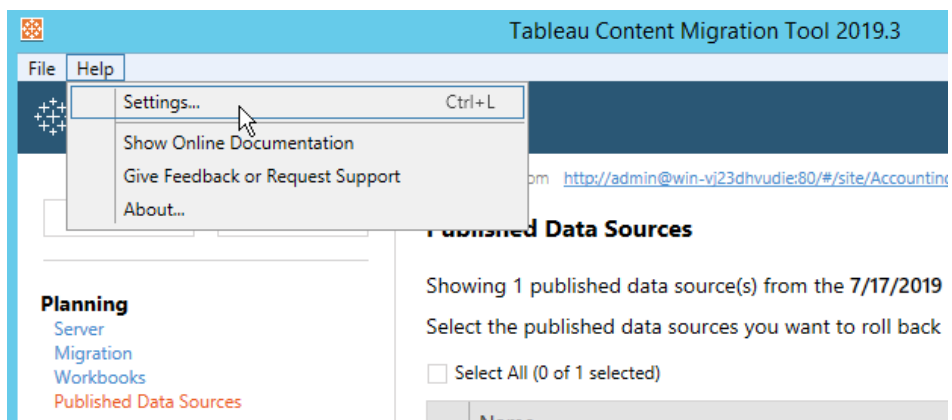 Tableau Content Migration Tool 2019.3
File Help
Settings... Ctrl+L
Show Online Documentation
Give Feedback or Request Support
About...
http://admin@win-vj23dhvudie:80/#/site/Accounting
Published Data Sources
Showing 1 published data source(s) from the 7/17/2019
Select the published data sources you want to roll back
Select All (0 of 1 selected)
Name
Planning
Server
Migration
Workbooks
Published Data Sources